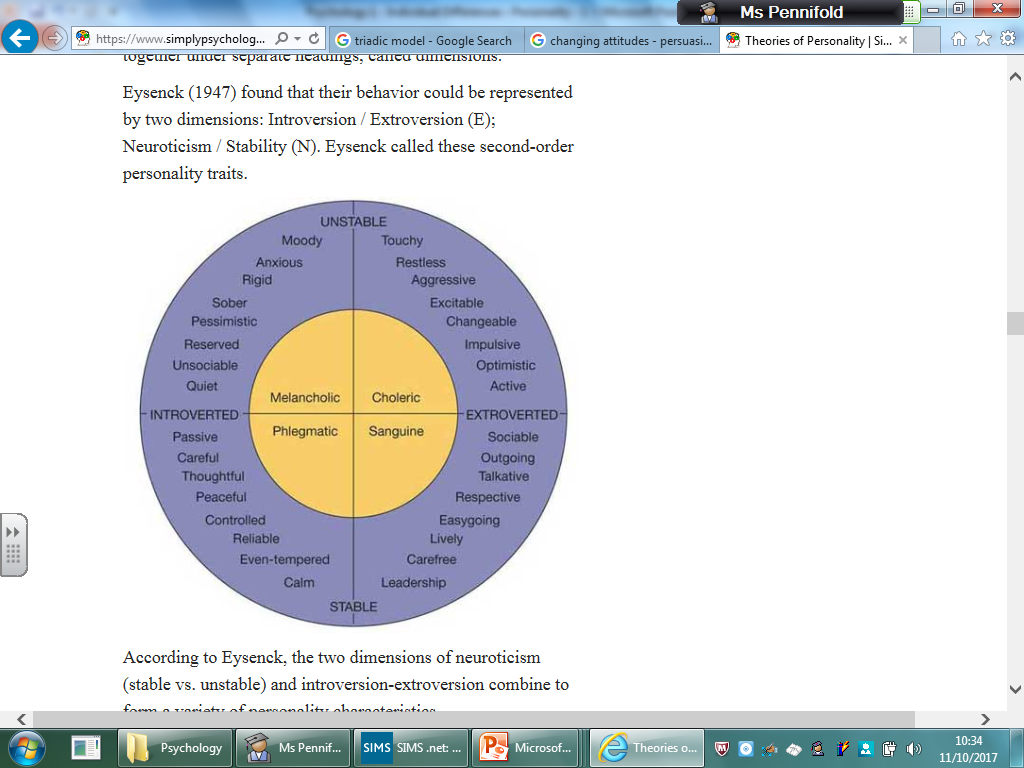 Ms Pennifold
https://www.simplypsycholog...
triadic model - Google Search
changing attitudes - persuasi...
Theories of Personality | Si...
together under separate headings, called dimensions.
Eysenck (1947) found that their behavior could be represented
by two dimensions: Introversion / Extroversion (E);
Neuroticism / Stability (N). Eysenck called these second-order
personality traits.
UNSTABLE
Moody Touchy
Anxious Restless
Rigid Aggressive
Sober Excitable
Pessimistic Changeable
Reserved Impulsive
Unsociable Optimistic
Quiet Active
Melancholic Choleric
INTROVERTED EXTROVERTED
Phlegmatic Sanguine
Passive Sociable
Careful Outgoing
Thoughtful Talkative
Peaceful Respective
Controlled Easygoing
Reliable Lively
Even-tempered Carefree
Calm Leadership
STABLE
According to Eysenck, the two dimensions of neuroticism
(stable vs. unstable) and introversion-extroversion combine to
form a variety of personality characteristics.
Psychology
Ms Pennif...
SIMS SIMS .net: ...
Microsof...
Theories o...
10:34
11/10/2017